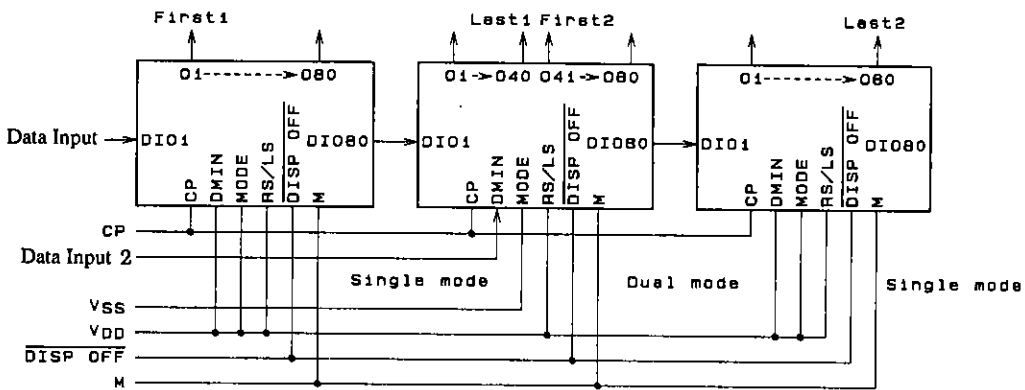 First1 Last1 First2 Last2
O1--------->O80 O1->O40 O41->O80 O1--------->O80
Data Input DIO1 DIO80 DIO1 DIO80 DIO1 DIO80
CP DMIN MODE RS/LS DISP OFF M CP DMIN MODE RS/LS DISP OFF M CP DMIN MODE RS/LS DISP OFF M
CP
Data Input 2
Single mode Dual mode Single mode
VSS
VDD
DISP OFF
M